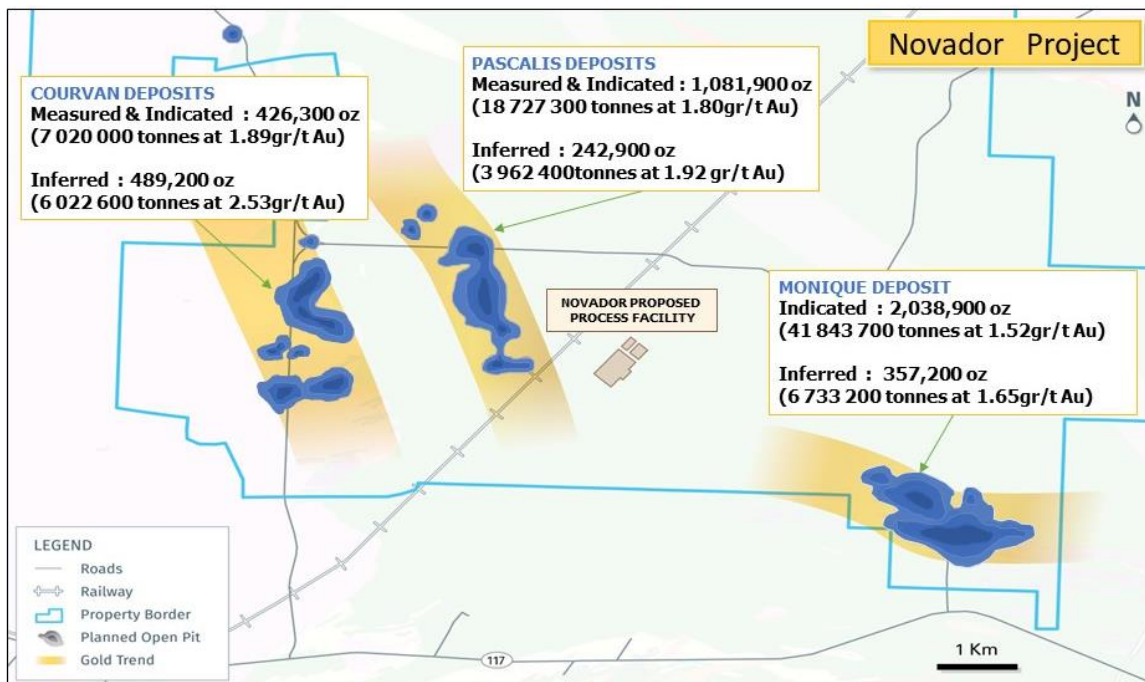 Novador Project
COURVAN DEPOSITS
Measured & Indicated : 426,300 oz
(7 020 000 tonnes at 1.89gr/t Au)
Inferred : 489,200 oz
(6 022 600 tonnes at 2.53gr/t Au)
PASCALIS DEPOSITS
Measured & Indicated : 1,081,900 oz
(18 727 300 tonnes at 1.80gr/t Au)
Inferred : 242,900 oz
(3 962 400tonnes at 1.92 gr/t Au)
N
NOVADOR PROPOSED
PROCESS FACILITY
MONIQUE DEPOSIT
Indicated : 2,038,900 oz
(41 843 700 tonnes at 1.52gr/t Au)
Inferred : 357,200 oz
(6 733 200 tonnes at 1.65gr/t Au)
LEGEND
Roads
Railway
Property Border
Planned Open Pit
Gold Trend
117
1 Km